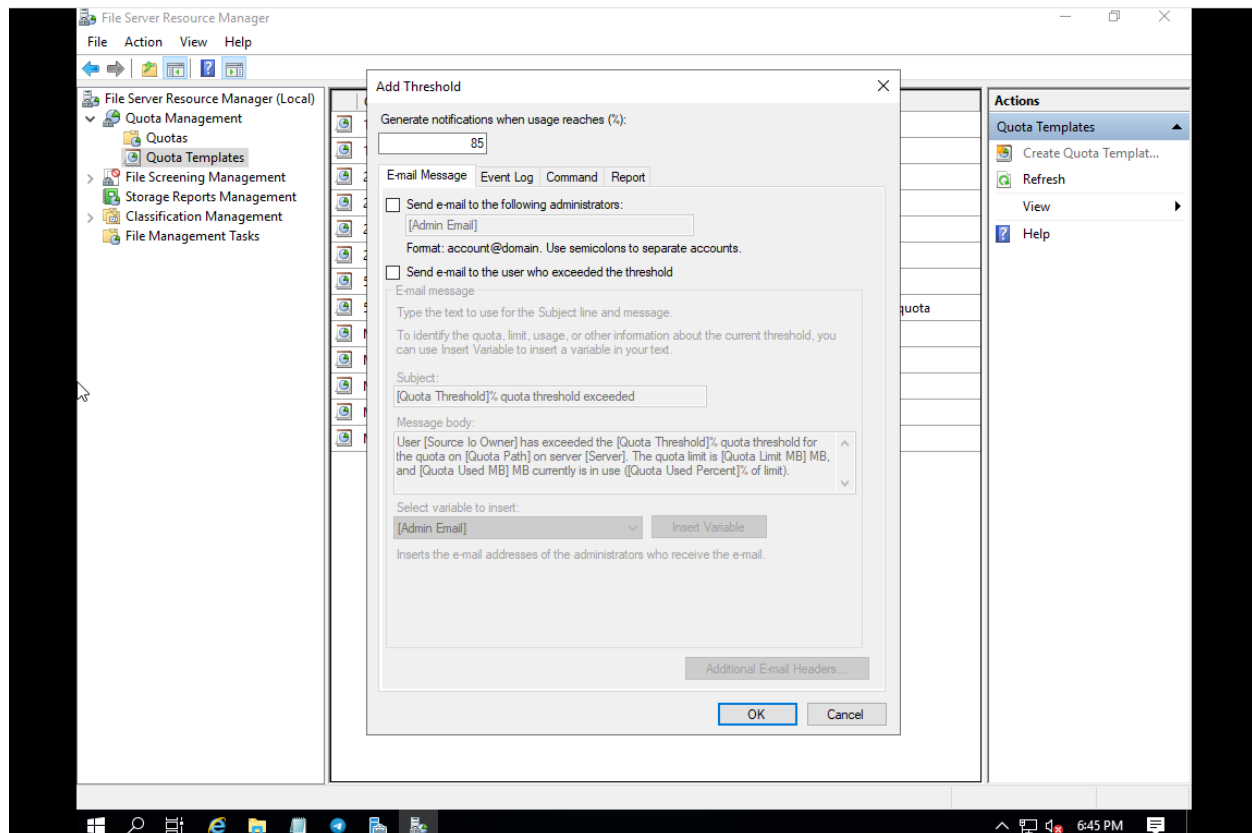 File Server Resource Manager
File Action View Help
File Server Resource Manager (Local)
Quota Management
Quotas
Quota Templates
File Screening Management
Storage Reports Management
Classification Management
File Management Tasks
Add Threshold
Generate notifications when usage reaches (%):
85
E-mail Message Event Log Command Report
Send e-mail to the following administrators:
[Admin Email]
Format: account@domain. Use semicolons to separate accounts.
Send e-mail to the user who exceeded the threshold
E-mail message
Type the text to use for the Subject line and message.
To identify the quota, limit, usage, or other information about the current threshold, you
can use Insert Variable to insert a variable in your text.
Subject:
[Quota Threshold]% quota threshold exceeded
Message body:
User [Source Io Owner] has exceeded the [Quota Threshold]% quota threshold for
the quota on [Quota Path] on server [Server]. The quota limit is [Quota Limit MB] MB,
and [Quota Used MB] MB currently is in use ([Quota Used Percent]% of limit).
Select variable to insert:
[Admin Email] Insert Variable
Inserts the e-mail addresses of the administrators who receive the e-mail.
Additional E-mail Headers...
OK Cancel
quota
Actions
Quota Templates
Create Quota Templat...
Refresh
View
Help
6:45 PM